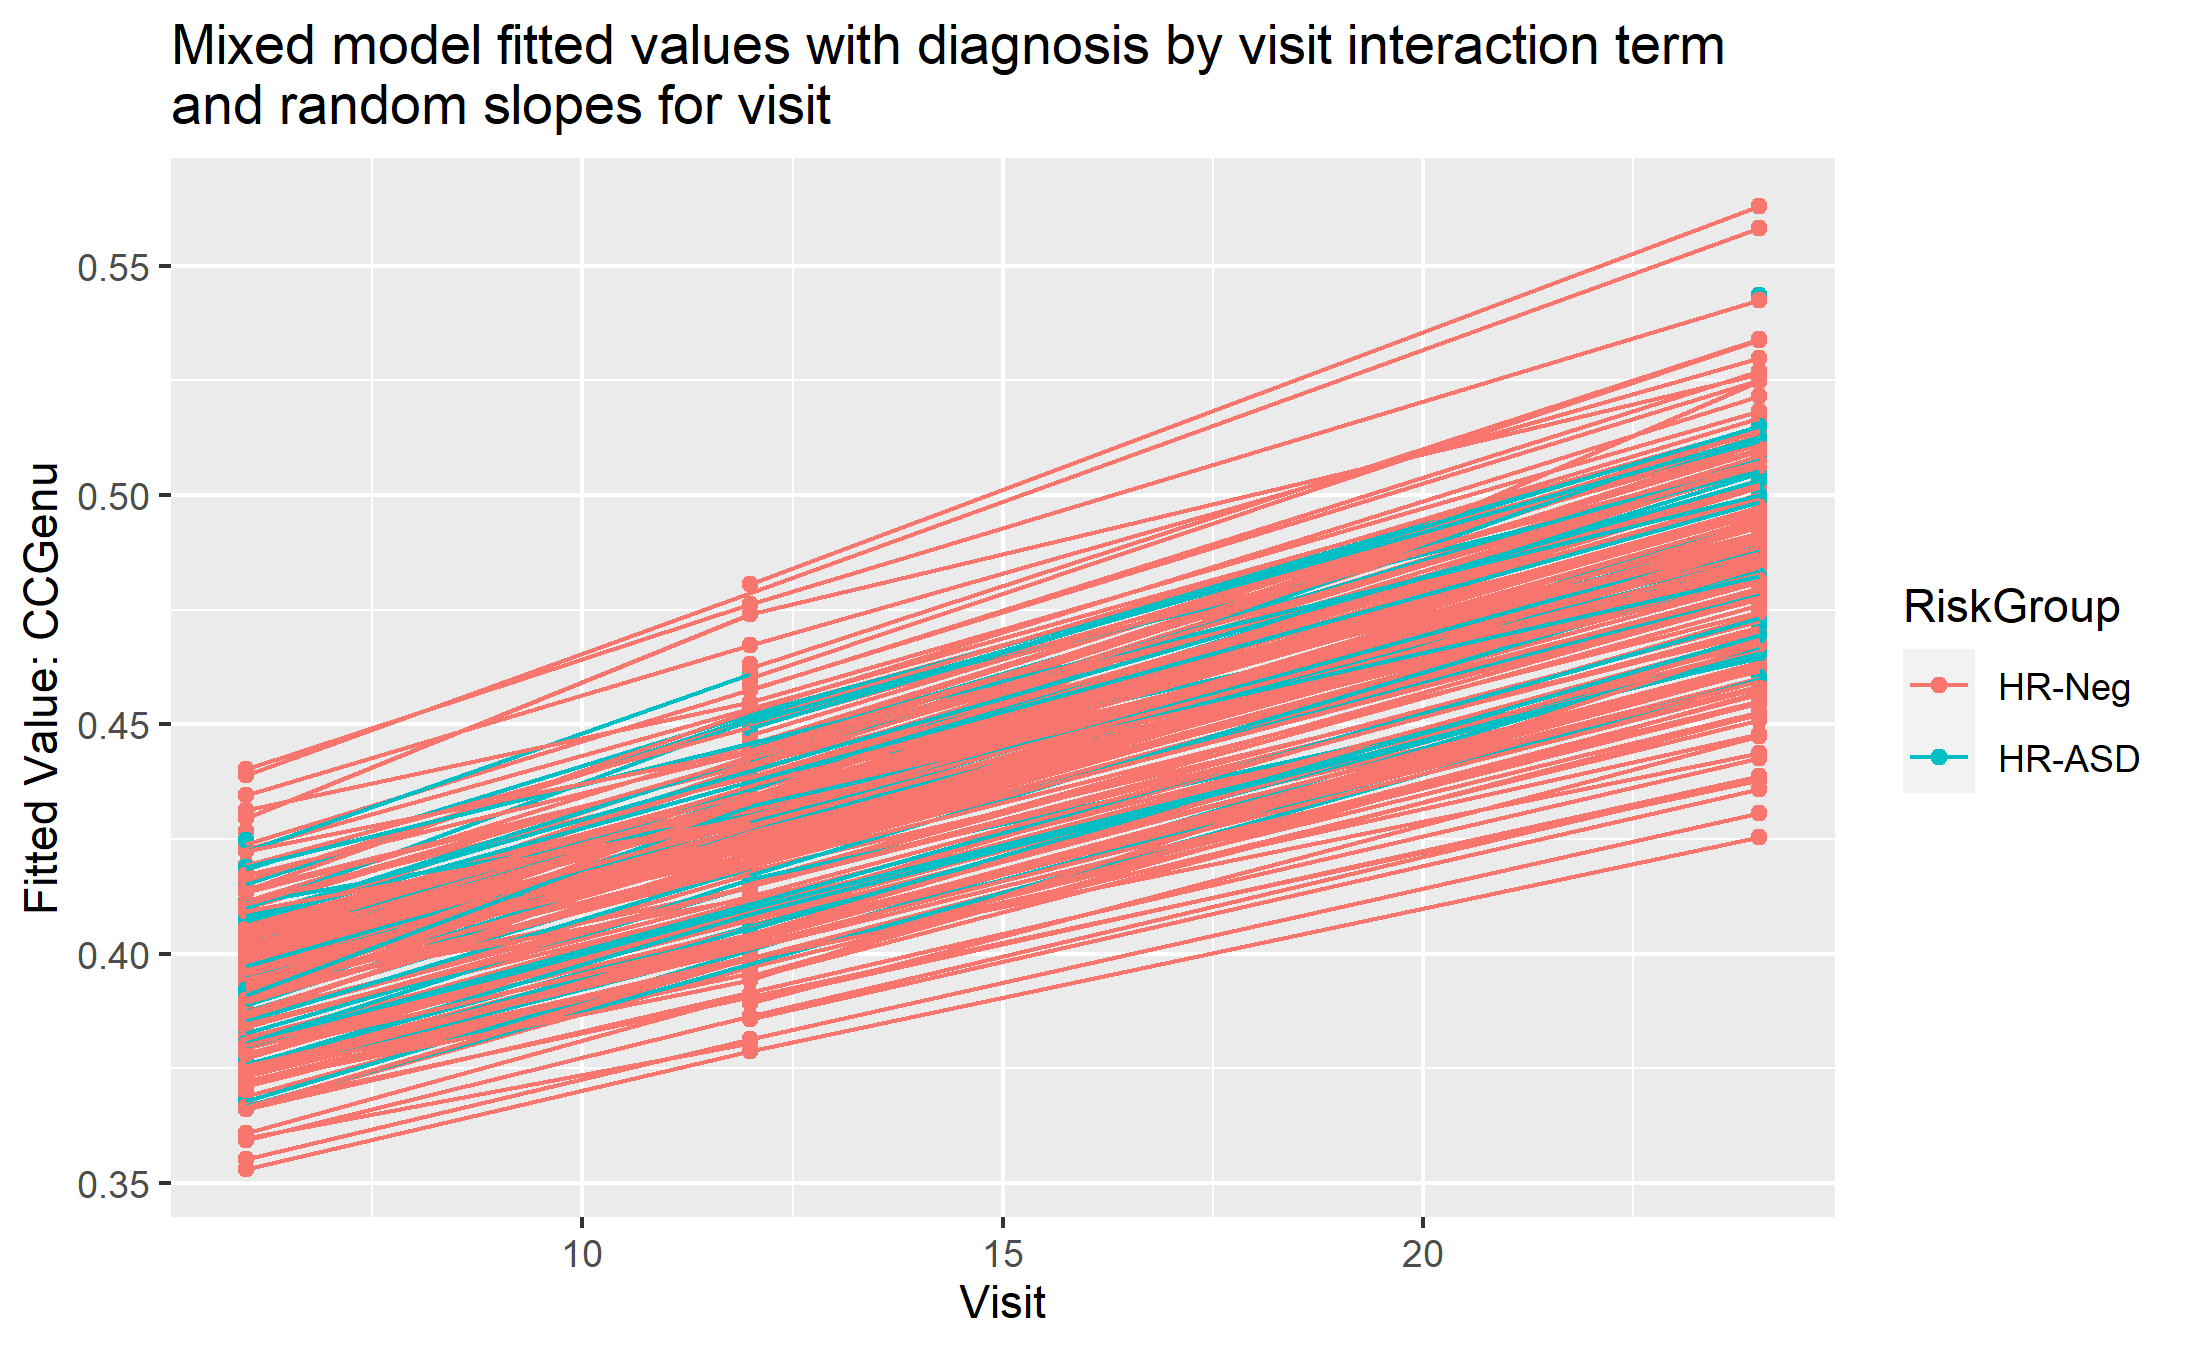 Mixed model fitted values with diagnosis by visit interaction term
and random slopes for visit
Fitted Value: CCGenu
0.55
0.50
0.45
0.40
0.35
10
15
20
Visit
RiskGroup
HR-Neg
HR-ASD